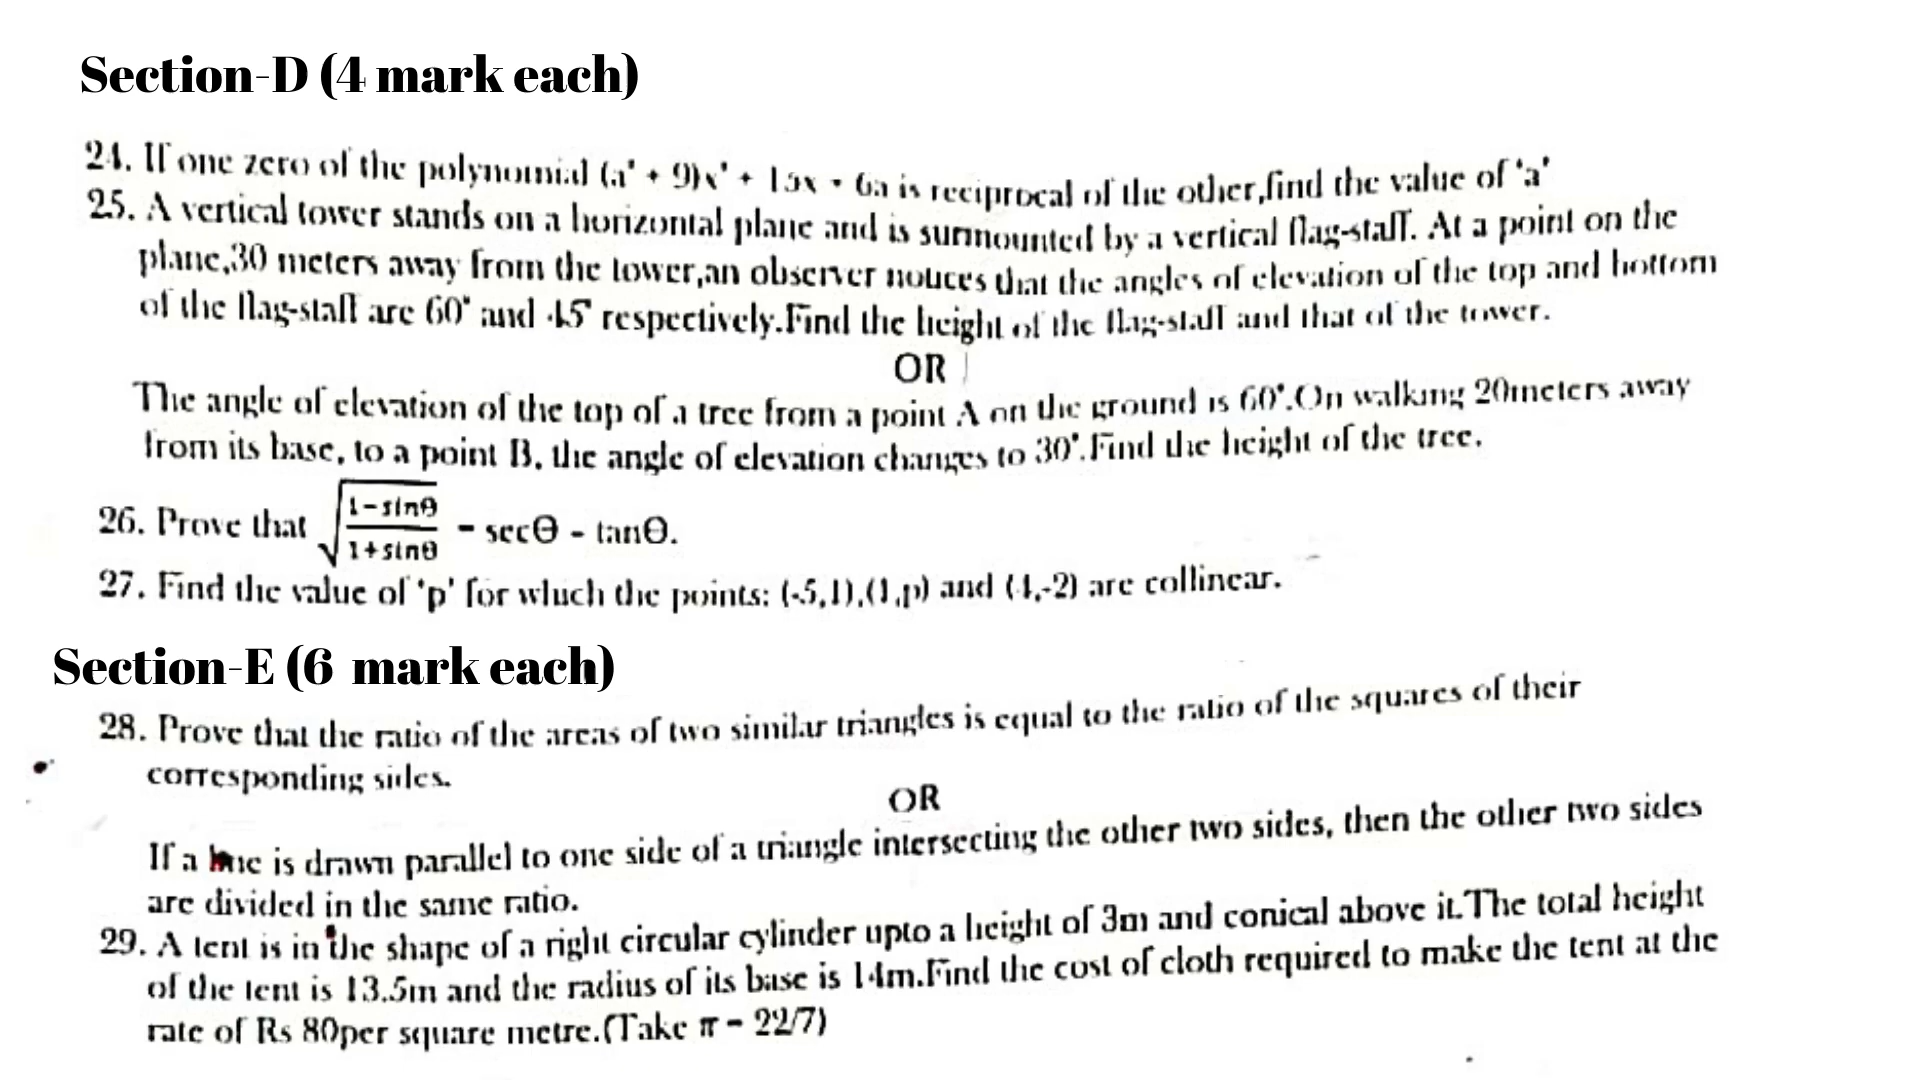 Section-D (4 mark each)
24. If one zero of the polynomial (a² + 9)x² + 13x + 6a is reciprocal of the other,find the value of 'a'
25. A vertical tower stands on a horizontal plane and is surmounted by a vertical flag-staff. At a point on the
plane,30 meters away from the tower,an observer notices that the angles of elevation of the top and bottom
of the flag-staff are 60° and 45° respectively.Find the height of the flag-staff and that of the tower.
OR
The angle of elevation of the top of a tree from a point A on the ground is 60°.On walking 20meters away
from its base, to a point B, the angle of elevation changes to 30°.Find the height of the tree.
26. Prove that √((1-sinθ)/(1+sinθ)) = secΘ - tanΘ.
27. Find the value of 'p' for which the points: (-5,1),(1,p) and (4,-2) are collinear.
Section-E (6 mark each)
28. Prove that the ratio of the areas of two similar triangles is equal to the ratio of the squares of their
corresponding sides.
OR
If a line is drawn parallel to one side of a triangle intersecting the other two sides, then the other two sides
are divided in the same ratio.
29. A tent is in the shape of a right circular cylinder upto a height of 3m and conical above it.The total height
of the tent is 13.5m and the radius of its base is 14m.Find the cost of cloth required to make the tent at the
rate of Rs 80per square metre.(Take π = 22/7)